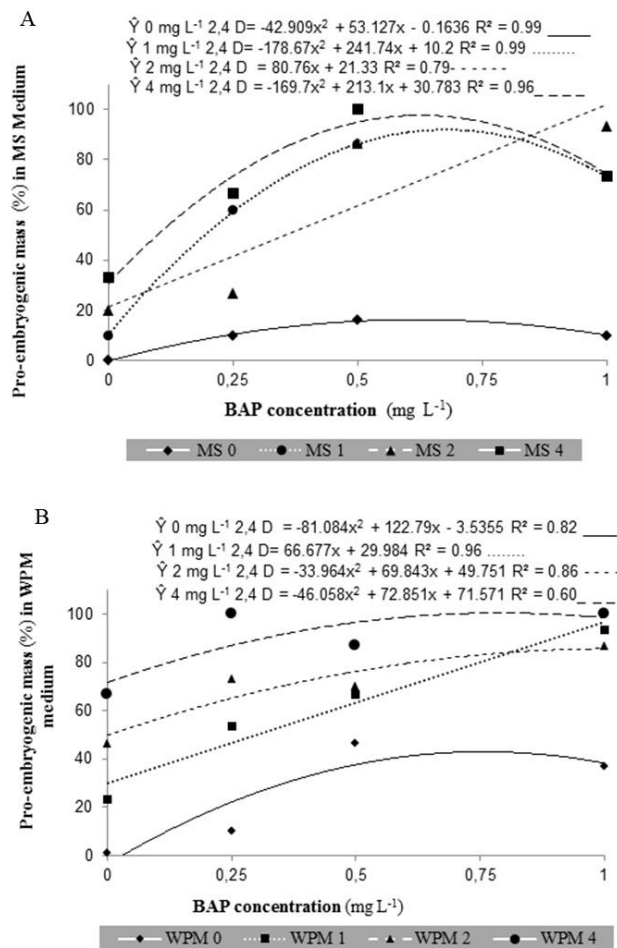 A
Ŷ 0 mg L⁻¹ 2,4 D= -42.909x² + 53.127x - 0.1636 R² = 0.99
Ŷ 1 mg L⁻¹ 2,4 D= -178.67x² + 241.74x + 10.2 R² = 0.99
Ŷ 2 mg L⁻¹ 2,4 D = 80.76x + 21.33 R² = 0.79
Ŷ 4 mg L⁻¹ 2,4 D = -169.7x² + 213.1x + 30.783 R² = 0.96
Pro-embryogenic mass (%) in MS Medium
100
80
60
40
20
0
0 0,25 0,5 0,75 1
BAP concentration (mg L⁻¹)
MS 0 MS 1 MS 2 MS 4
B
Ŷ 0 mg L⁻¹ 2,4 D = -81.084x² + 122.79x - 3.5355 R² = 0.82
Ŷ 1 mg L⁻¹ 2,4 D= 66.677x + 29.984 R² = 0.96
Ŷ 2 mg L⁻¹ 2,4 D = -33.964x² + 69.843x + 49.751 R² = 0.86
Ŷ 4 mg L⁻¹ 2,4 D = -46.058x² + 72.851x + 71.571 R² = 0.60
Pro-embryogenic mass (%) in WPM
medium
100
80
60
40
20
0
0 0,25 0,5 0,75 1
BAP concentration (mg L⁻¹)
WPM 0 WPM 1 WPM 2 WPM 4